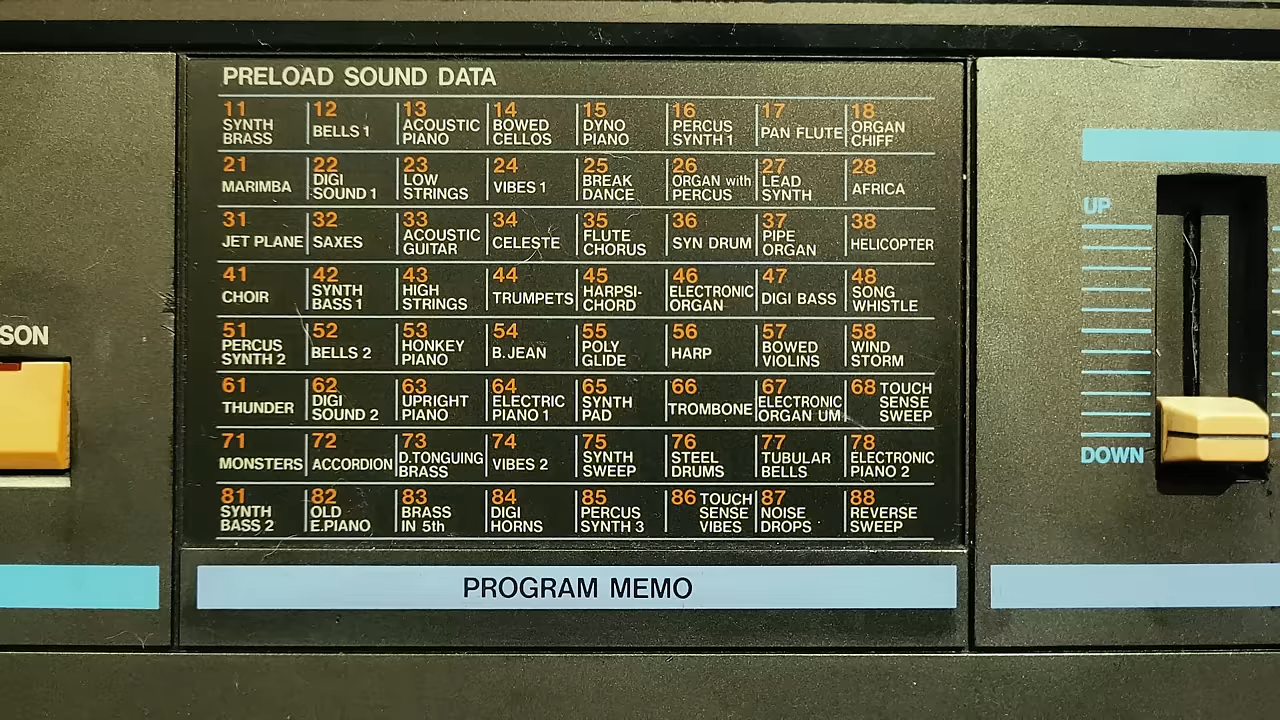 PRELOAD SOUND DATA
11 SYNTH BRASS
12 BELLS 1
13 ACOUSTIC PIANO
14 BOWED CELLOS
15 DYNO PIANO
16 PERCUS SYNTH 1
17 PAN FLUTE
18 ORGAN CHIFF
21 MARIMBA
22 DIGI SOUND 1
23 LOW STRINGS
24 VIBES 1
25 BREAK DANCE
26 ORGAN with PERCUS
27 LEAD SYNTH
28 AFRICA
31 JET PLANE
32 SAXES
33 ACOUSTIC GUITAR
34 CELESTE
35 FLUTE CHORUS
36 SYN DRUM
37 PIPE ORGAN
38 HELICOPTER
41 CHOIR
42 SYNTH BASS 1
43 HIGH STRINGS
44 TRUMPETS
45 HARPSI-CHORD
46 ELECTRONIC ORGAN
47 DIGI BASS
48 SONG WHISTLE
51 PERCUS SYNTH 2
52 BELLS 2
53 HONKEY PIANO
54 B.JEAN
55 POLY GLIDE
56 HARP
57 BOWED VIOLINS
58 WIND STORM
61 THUNDER
62 DIGI SOUND 2
63 UPRIGHT PIANO
64 ELECTRIC PIANO 1
65 SYNTH PAD
66 TROMBONE
67 ELECTRONIC ORGAN UM
68 TOUCH SENSE SWEEP
71 MONSTERS
72 ACCORDION
73 D.TONGUING BRASS
74 VIBES 2
75 SYNTH SWEEP
76 STEEL DRUMS
77 TUBULAR BELLS
78 ELECTRONIC PIANO 2
81 SYNTH BASS 2
82 OLD E.PIANO
83 BRASS IN 5th
84 DIGI HORNS
85 PERCUS SYNTH 3
86 TOUCH SENSE VIBES
87 NOISE DROPS
88 REVERSE SWEEP
PROGRAM MEMO
SON
UP
DOWN